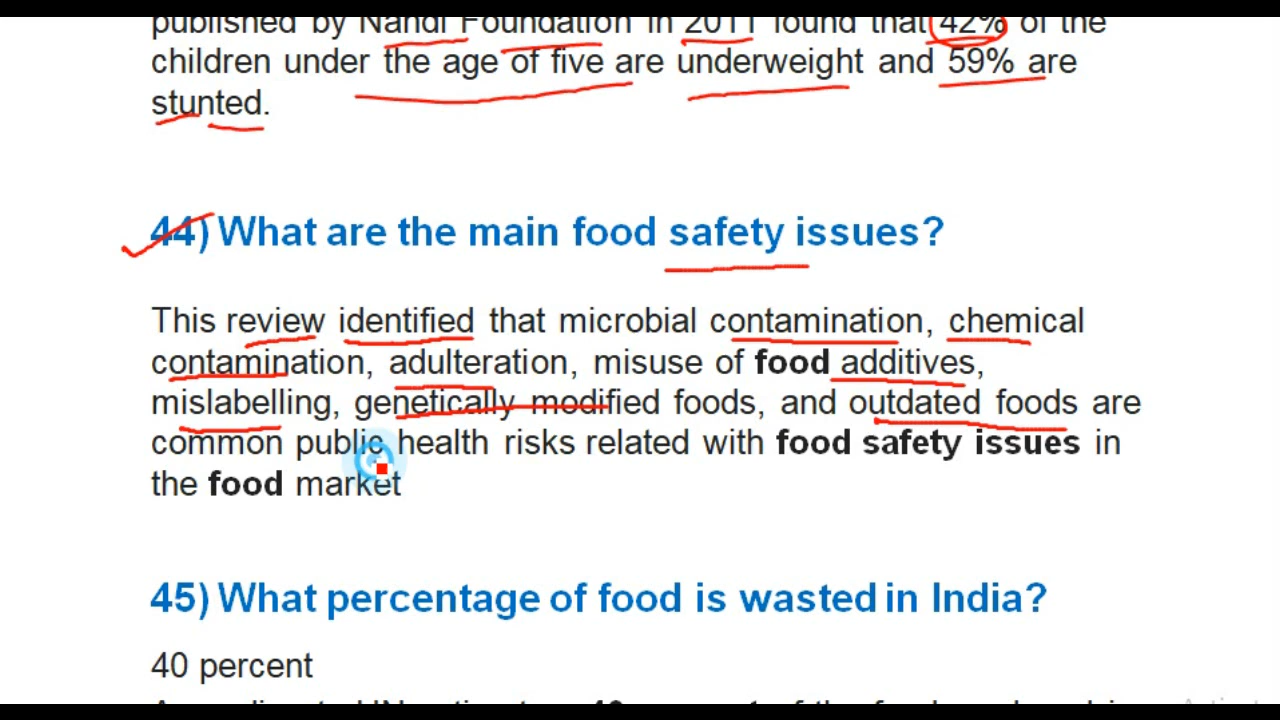 published by Nandi Foundation in 2011 found that 42% of the
children under the age of five are underweight and 59% are
stunted.
44) What are the main food safety issues?
This review identified that microbial contamination, chemical
contamination, adulteration, misuse of food additives,
mislabelling, genetically modified foods, and outdated foods are
common public health risks related with food safety issues in
the food market
45) What percentage of food is wasted in India?
40 percent